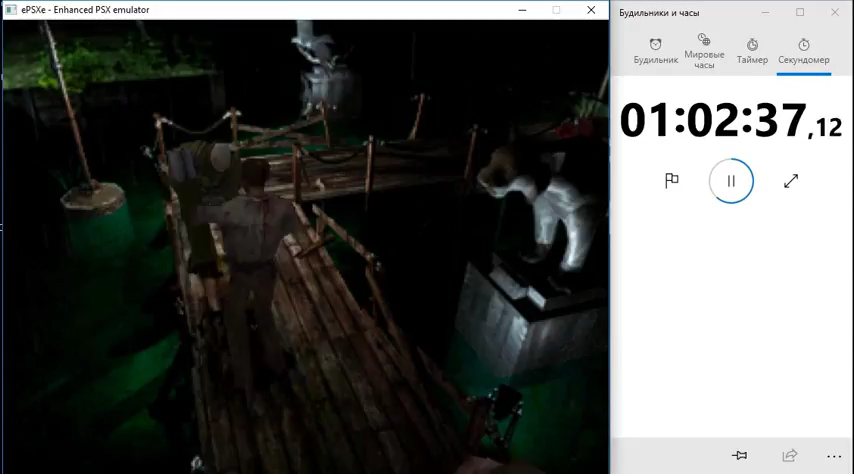 ePSXe - Enhanced PSX emulator
Будильники и часы
Будильник
Мировые
часы
Таймер
Секундомер
01:02:37,12